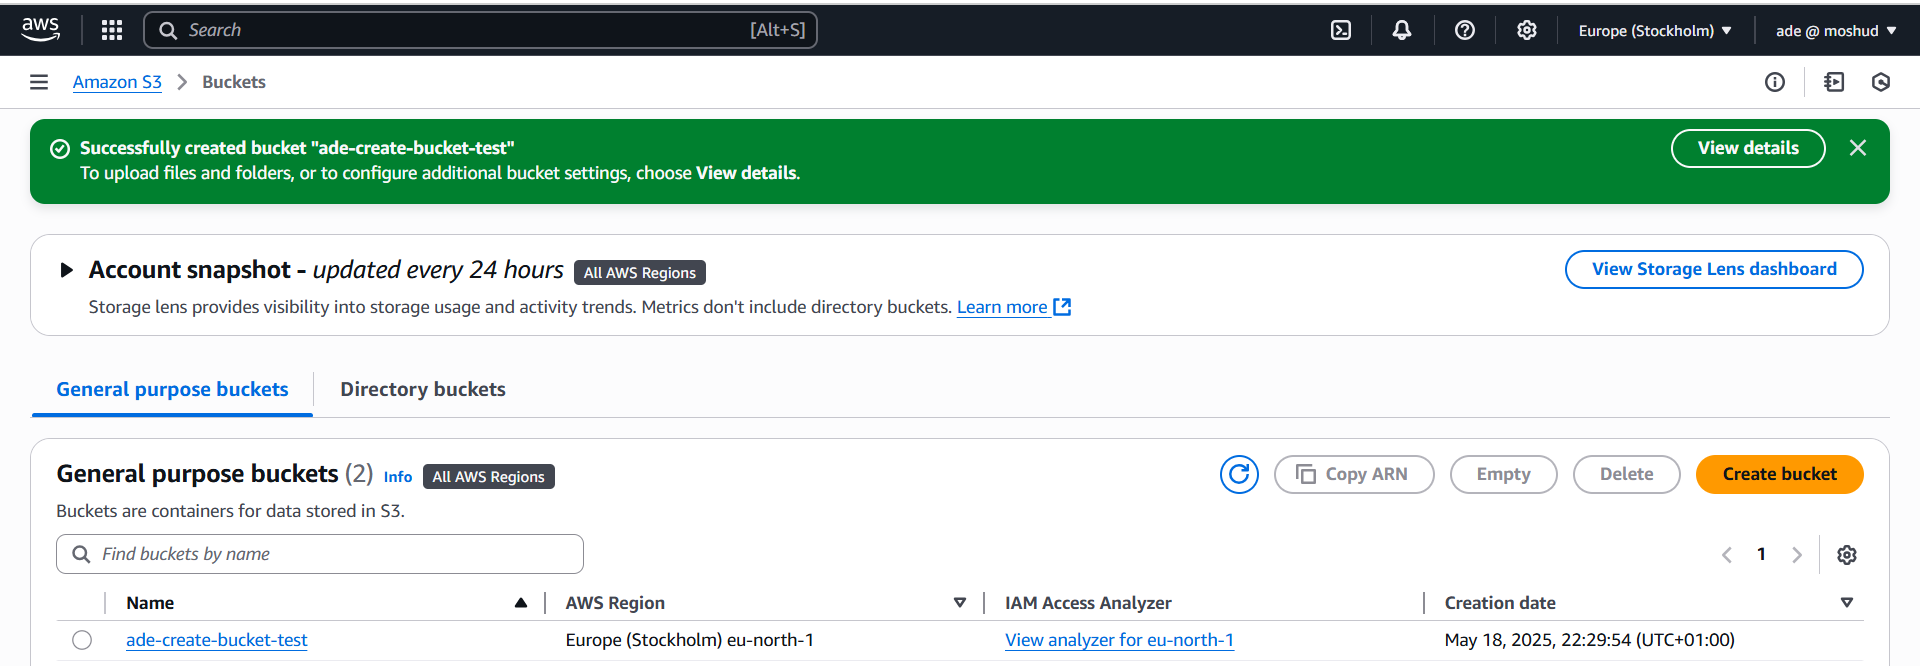 aws
Search [Alt+S] Europe (Stockholm) ade @ moshud
Amazon S3 Buckets
Successfully created bucket "ade-create-bucket-test"
To upload files and folders, or to configure additional bucket settings, choose View details.
View details
Account snapshot - updated every 24 hours All AWS Regions
View Storage Lens dashboard
Storage lens provides visibility into storage usage and activity trends. Metrics don't include directory buckets. Learn more
General purpose buckets Directory buckets
General purpose buckets (2) Info All AWS Regions
Copy ARN Empty Delete Create bucket
Buckets are containers for data stored in S3.
Find buckets by name
1
Name AWS Region IAM Access Analyzer Creation date
ade-create-bucket-test Europe (Stockholm) eu-north-1 View analyzer for eu-north-1 May 18, 2025, 22:29:54 (UTC+01:00)